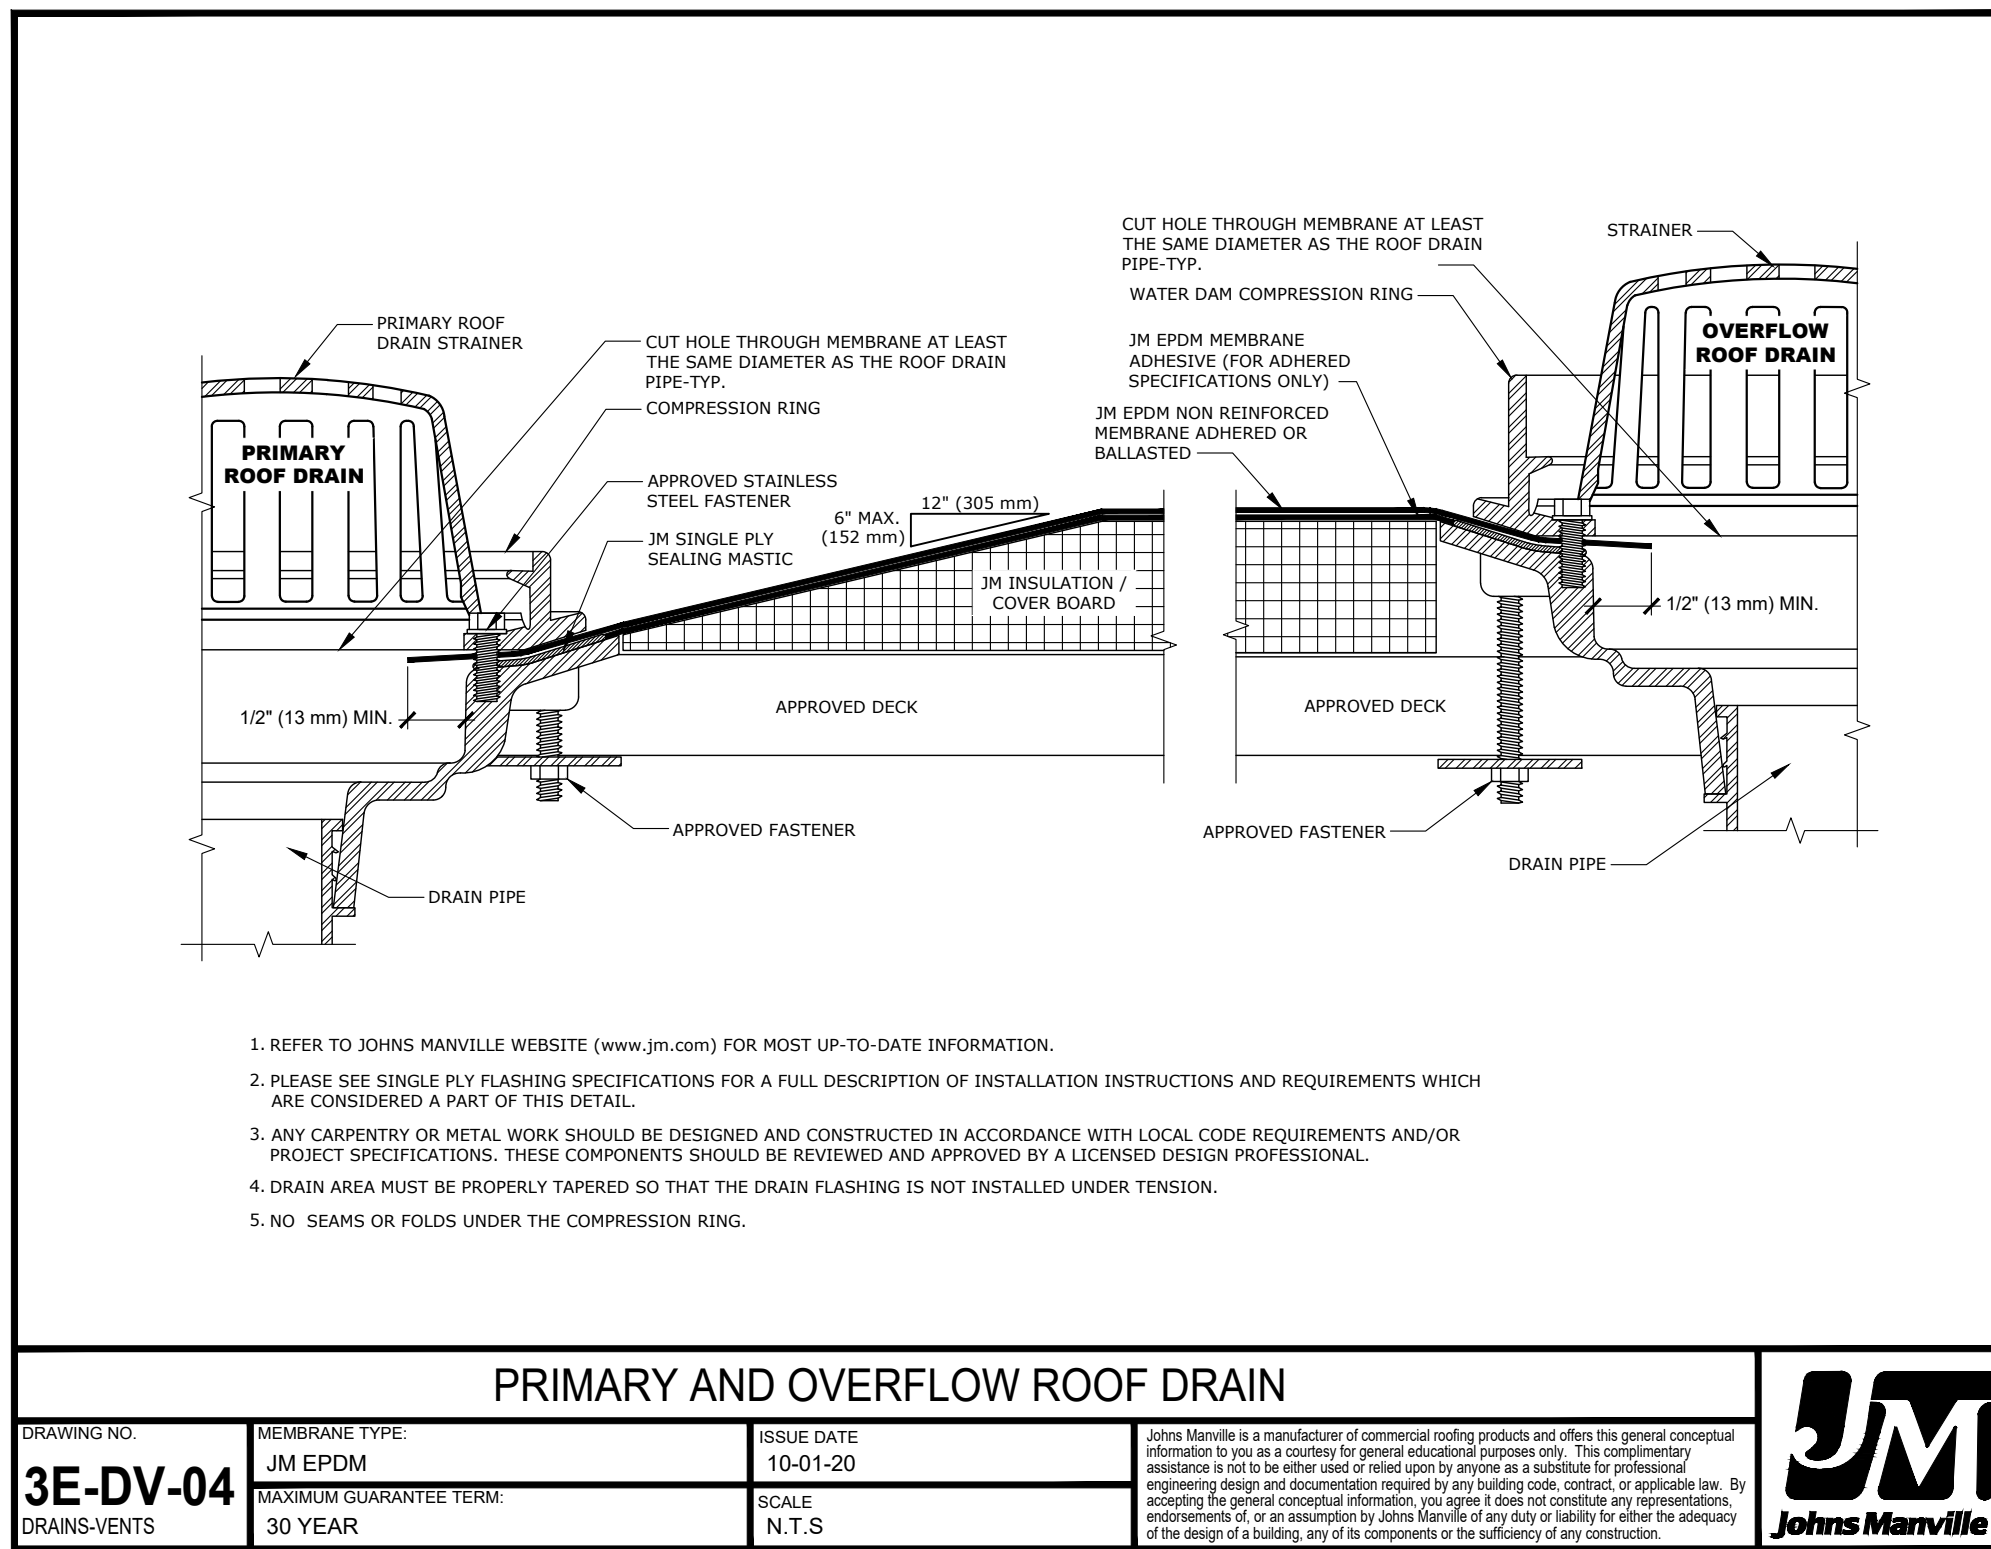 CUT HOLE THROUGH MEMBRANE AT LEAST
THE SAME DIAMETER AS THE ROOF DRAIN
PIPE-TYP.
STRAINER
WATER DAM COMPRESSION RING
PRIMARY ROOF
DRAIN STRAINER
CUT HOLE THROUGH MEMBRANE AT LEAST
THE SAME DIAMETER AS THE ROOF DRAIN
PIPE-TYP.
JM EPDM MEMBRANE
ADHESIVE (FOR ADHERED
SPECIFICATIONS ONLY)
OVERFLOW
ROOF DRAIN
COMPRESSION RING
JM EPDM NON REINFORCED
MEMBRANE ADHERED OR
BALLASTED
PRIMARY
ROOF DRAIN
APPROVED STAINLESS
STEEL FASTENER
12" (305 mm)
6" MAX.
(152 mm)
JM SINGLE PLY
SEALING MASTIC
JM INSULATION /
COVER BOARD
1/2" (13 mm) MIN.
1/2" (13 mm) MIN.
APPROVED DECK
APPROVED DECK
APPROVED FASTENER
APPROVED FASTENER
DRAIN PIPE
DRAIN PIPE
1. REFER TO JOHNS MANVILLE WEBSITE (www.jm.com) FOR MOST UP-TO-DATE INFORMATION.
2. PLEASE SEE SINGLE PLY FLASHING SPECIFICATIONS FOR A FULL DESCRIPTION OF INSTALLATION INSTRUCTIONS AND REQUIREMENTS WHICH
ARE CONSIDERED A PART OF THIS DETAIL.
3. ANY CARPENTRY OR METAL WORK SHOULD BE DESIGNED AND CONSTRUCTED IN ACCORDANCE WITH LOCAL CODE REQUIREMENTS AND/OR
PROJECT SPECIFICATIONS. THESE COMPONENTS SHOULD BE REVIEWED AND APPROVED BY A LICENSED DESIGN PROFESSIONAL.
4. DRAIN AREA MUST BE PROPERLY TAPERED SO THAT THE DRAIN FLASHING IS NOT INSTALLED UNDER TENSION.
5. NO SEAMS OR FOLDS UNDER THE COMPRESSION RING.
PRIMARY AND OVERFLOW ROOF DRAIN
DRAWING NO.
3E-DV-04
DRAINS-VENTS
MEMBRANE TYPE:
JM EPDM
MAXIMUM GUARANTEE TERM:
30 YEAR
ISSUE DATE
10-01-20
SCALE
N.T.S
Johns Manville is a manufacturer of commercial roofing products and offers this general conceptual
information to you as a courtesy for general educational purposes only. This complimentary
assistance is not to be either used or relied upon by anyone as a substitute for professional
engineering design and documentation required by any building code, contract, or applicable law. By
accepting the general conceptual information, you agree it does not constitute any representations,
endorsements of, or an assumption by Johns Manville of any duty or liability for either the adequacy
of the design of a building, any of its components or the sufficiency of any construction.
JM
Johns Manville